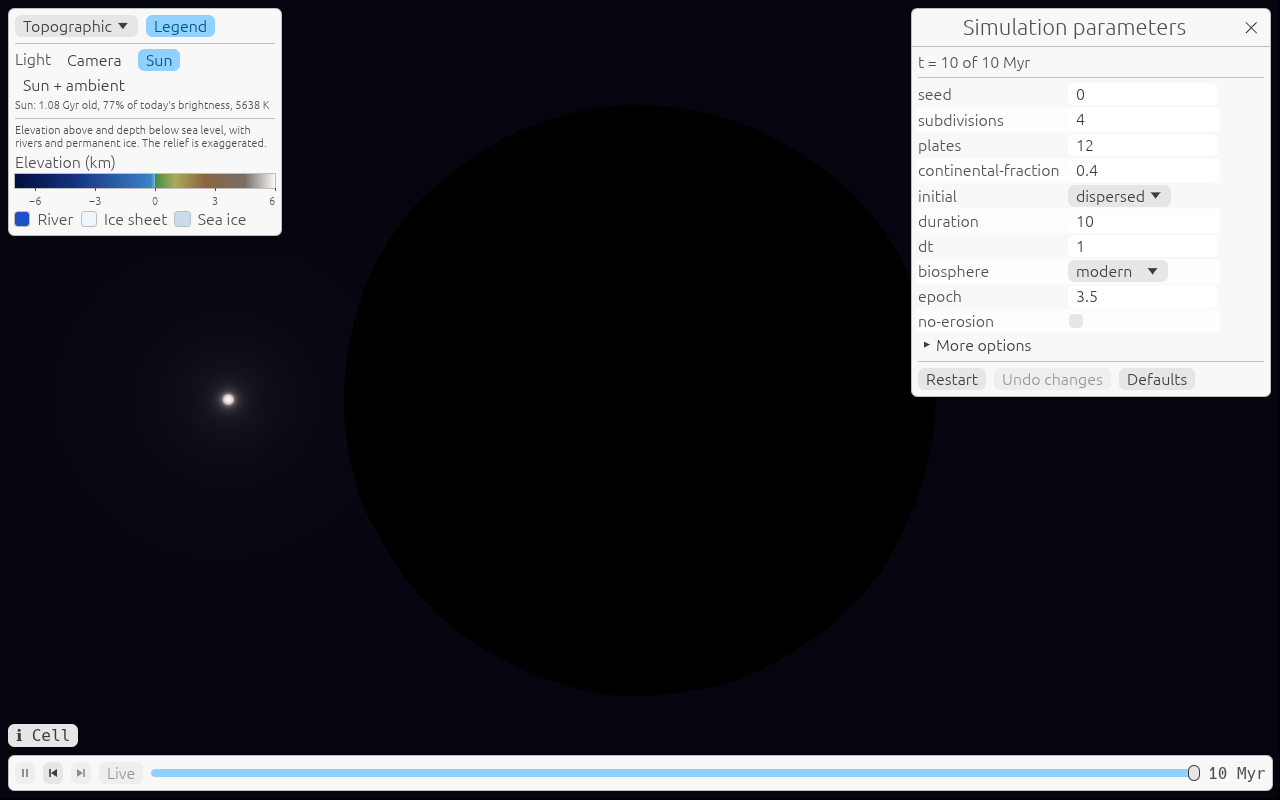 Topographic Legend
Light Camera Sun
Sun + ambient
Sun: 1.08 Gyr old, 77% of today's brightness, 5638 K
Elevation above and depth below sea level, with
rivers and permanent ice. The relief is exaggerated.
Elevation (km)
−6 −3 0 3 6
River Ice sheet Sea ice
Simulation parameters
t = 10 of 10 Myr
seed 0
subdivisions 4
plates 12
continental-fraction 0.4
initial dispersed
duration 10
dt 1
biosphere modern
epoch 3.5
no-erosion
More options
Restart Undo changes Defaults
ℹ Cell
Live 10 Myr